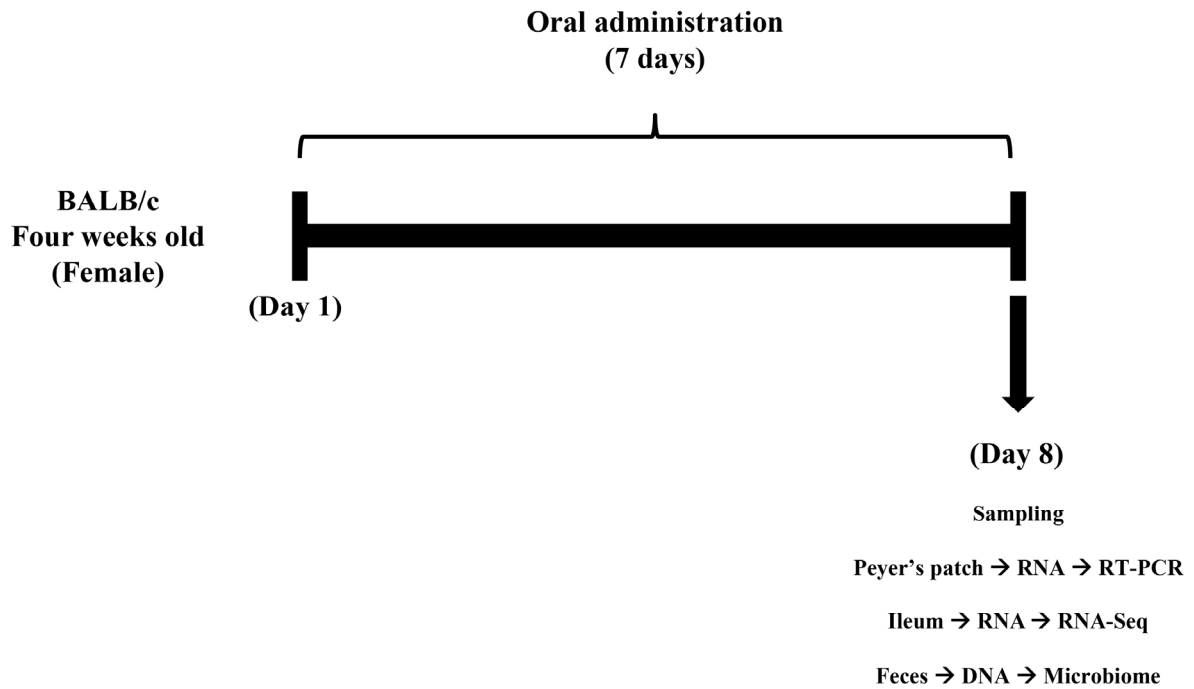 Oral administration
(7 days)
BALB/c
Four weeks old
(Female)
(Day 1)
(Day 8)
Sampling
Peyer’s patch → RNA → RT-PCR
Ileum → RNA → RNA-Seq
Feces → DNA → Microbiome